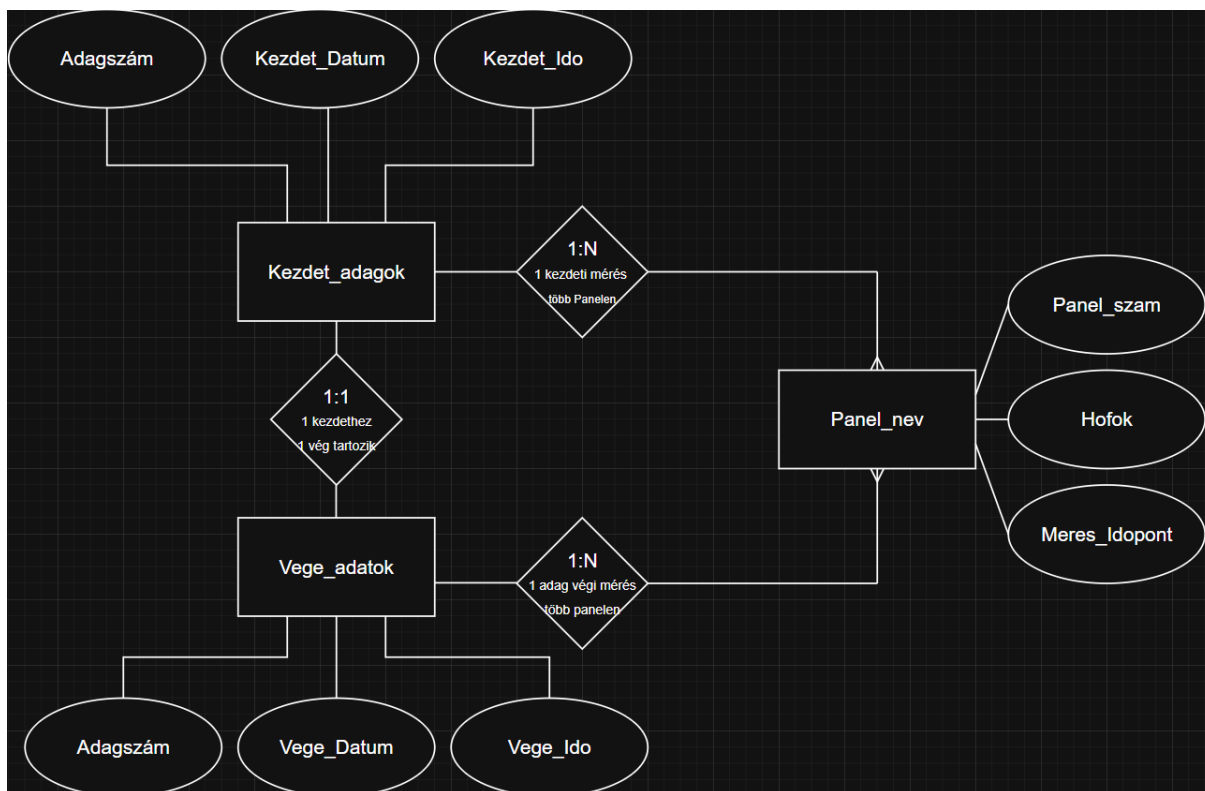 Adagszám
Kezdet_Datum
Kezdet_Ido
Kezdet_adagok
1:N
1 kezdeti mérés
több Panelen
Panel_szam
1:1
1 kezdethez
1 vég tartozik
Panel_nev
Hofok
Meres_Idopont
Vege_adatok
1:N
1 adag végi mérés
több panelen
Adagszám
Vege_Datum
Vege_Ido